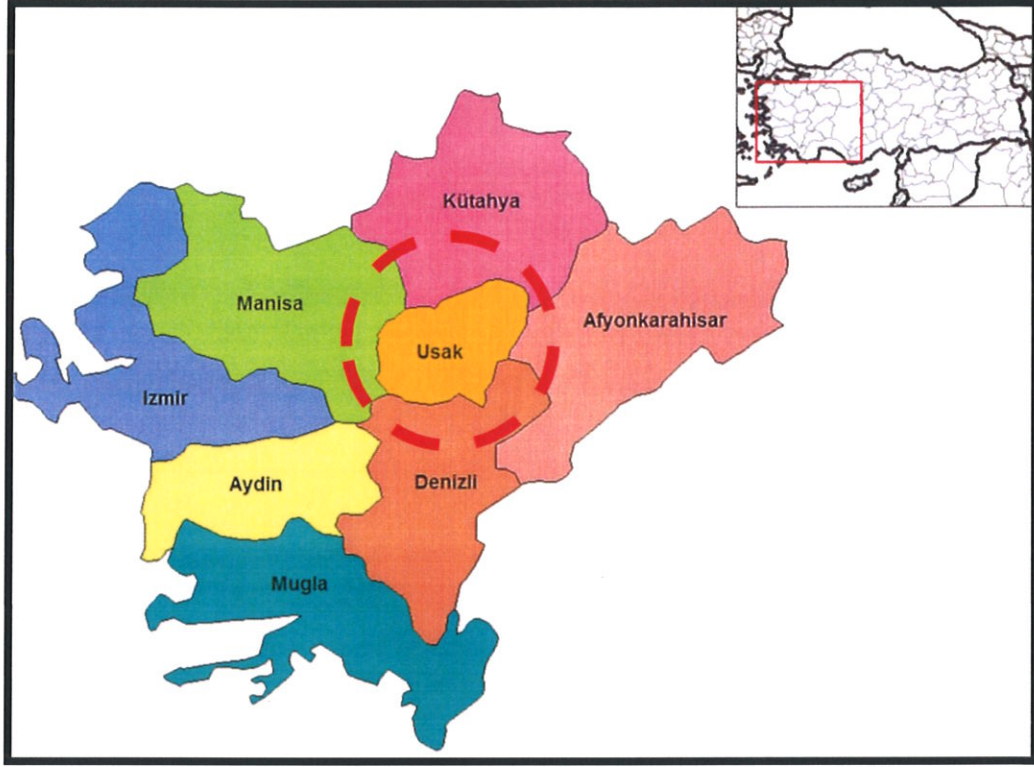 Kütahya
Manisa
Afyonkarahisar
Usak
Izmir
Aydin
Denizli
Mugla